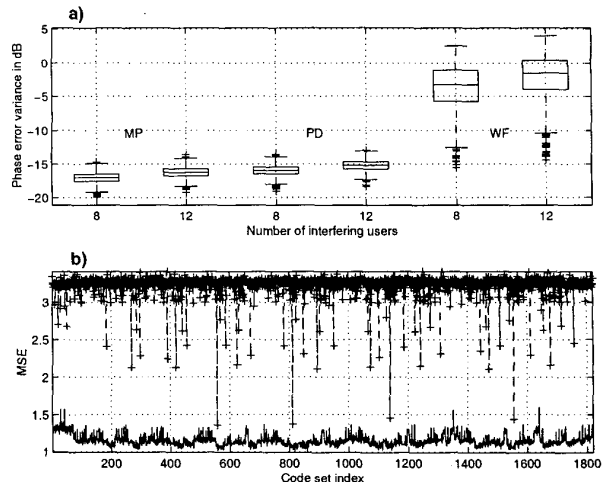 a)
Phase error variance in dB
5
0
−5
−10
−15
−20
MP
PD
WF
8
12
8
12
8
12
Number of interfering users
b)
MSE
3
2.5
2
1.5
1
200
400
600
800
1000
1200
1400
1600
1800
Code set index